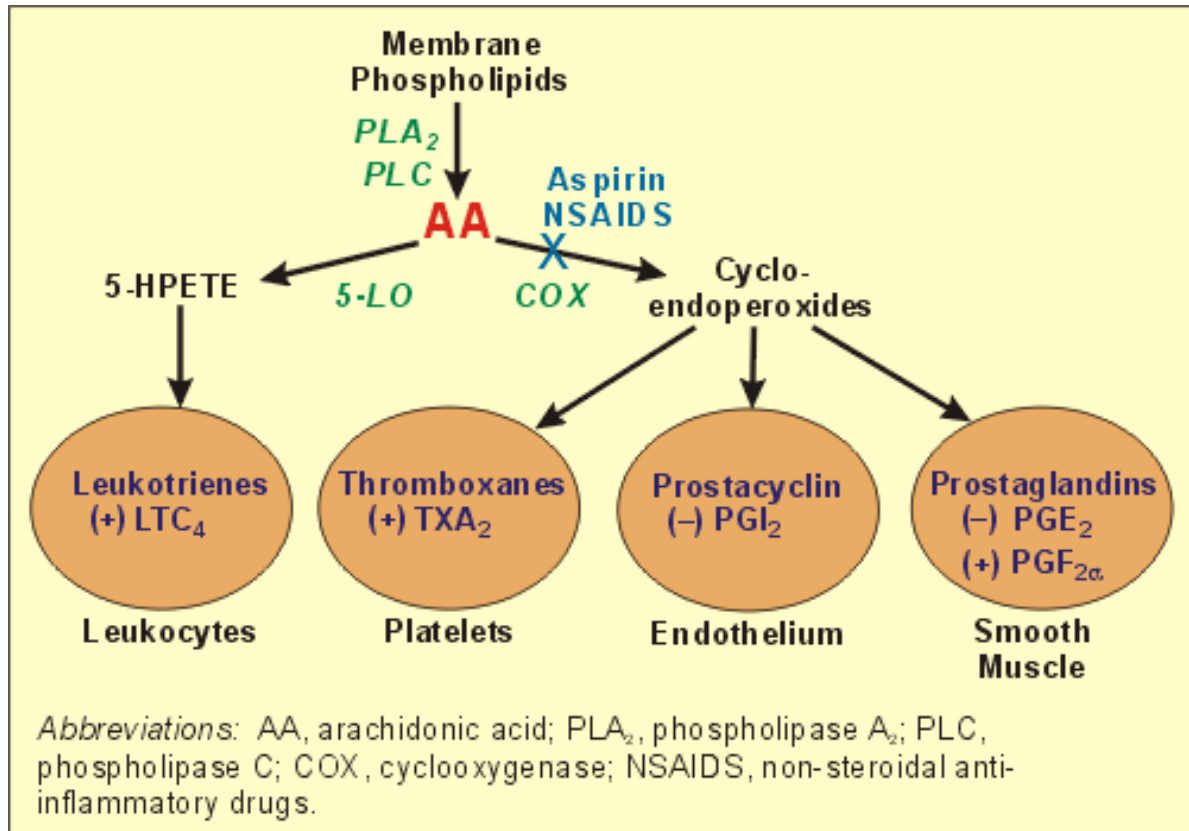 Membrane
Phospholipids
PLA₂
PLC
Aspirin
NSAIDS
AA
X
5-HPETE
5-LO
COX
Cyclo-
endoperoxides
Leukotrienes
(+) LTC₄
Thromboxanes
(+) TXA₂
Prostacyclin
(–) PGI₂
Prostaglandins
(–) PGE₂
(+) PGF₂α
Leukocytes
Platelets
Endothelium
Smooth
Muscle
Abbreviations: AA, arachidonic acid; PLA₂, phospholipase A₂; PLC,
phospholipase C; COX, cyclooxygenase; NSAIDS, non-steroidal anti-
inflammatory drugs.